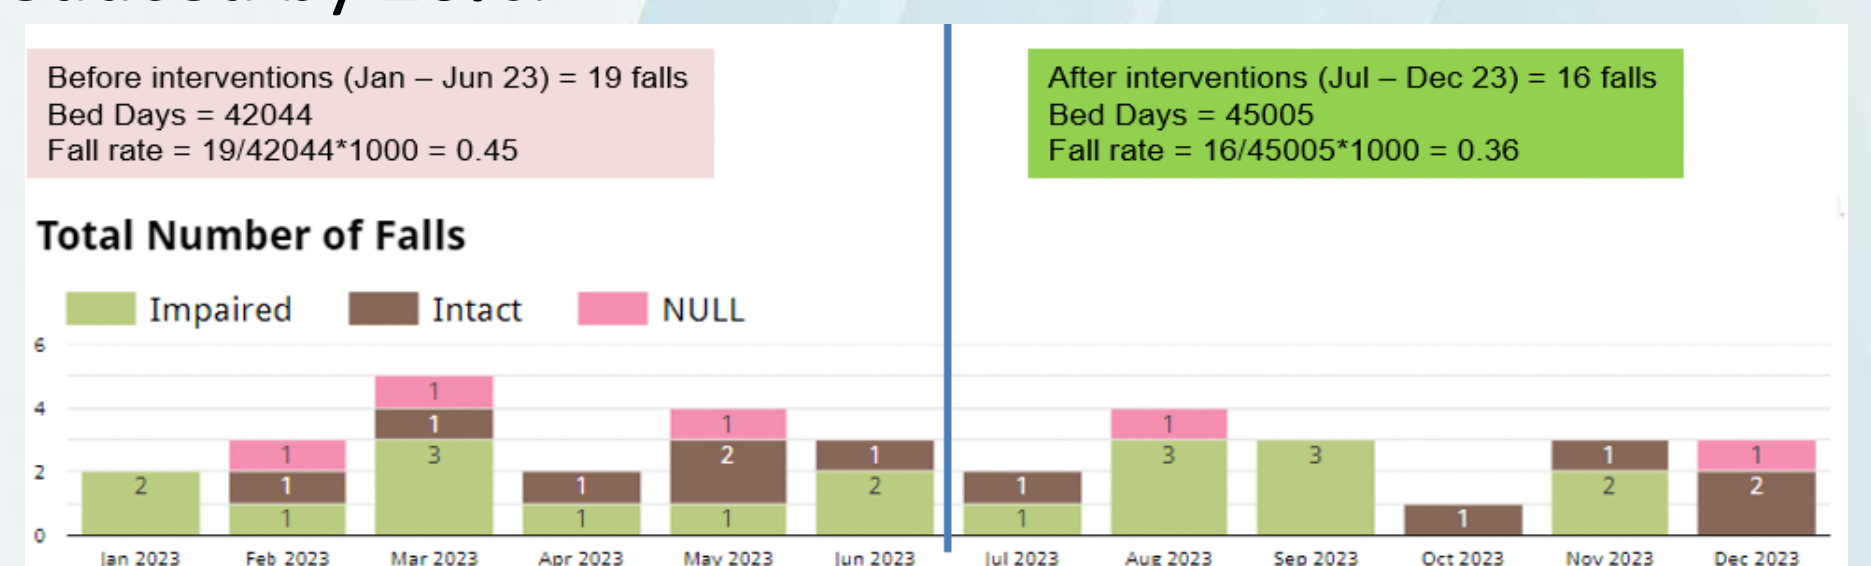 Before interventions (Jan – Jun 23) = 19 falls
Bed Days = 42044
Fall rate = 19/42044*1000 = 0.45
After interventions (Jul – Dec 23) = 16 falls
Bed Days = 45005
Fall rate = 16/45005*1000 = 0.36
Total Number of Falls
Impaired Intact NULL
6
4
2
0
2
1 1 1
1 1 3
1 1
1 2 1
1 2
1 1
1 3
3
1
1 2
1 2
Jan 2023 Feb 2023 Mar 2023 Apr 2023 May 2023 Jun 2023 Jul 2023 Aug 2023 Sep 2023 Oct 2023 Nov 2023 Dec 2023